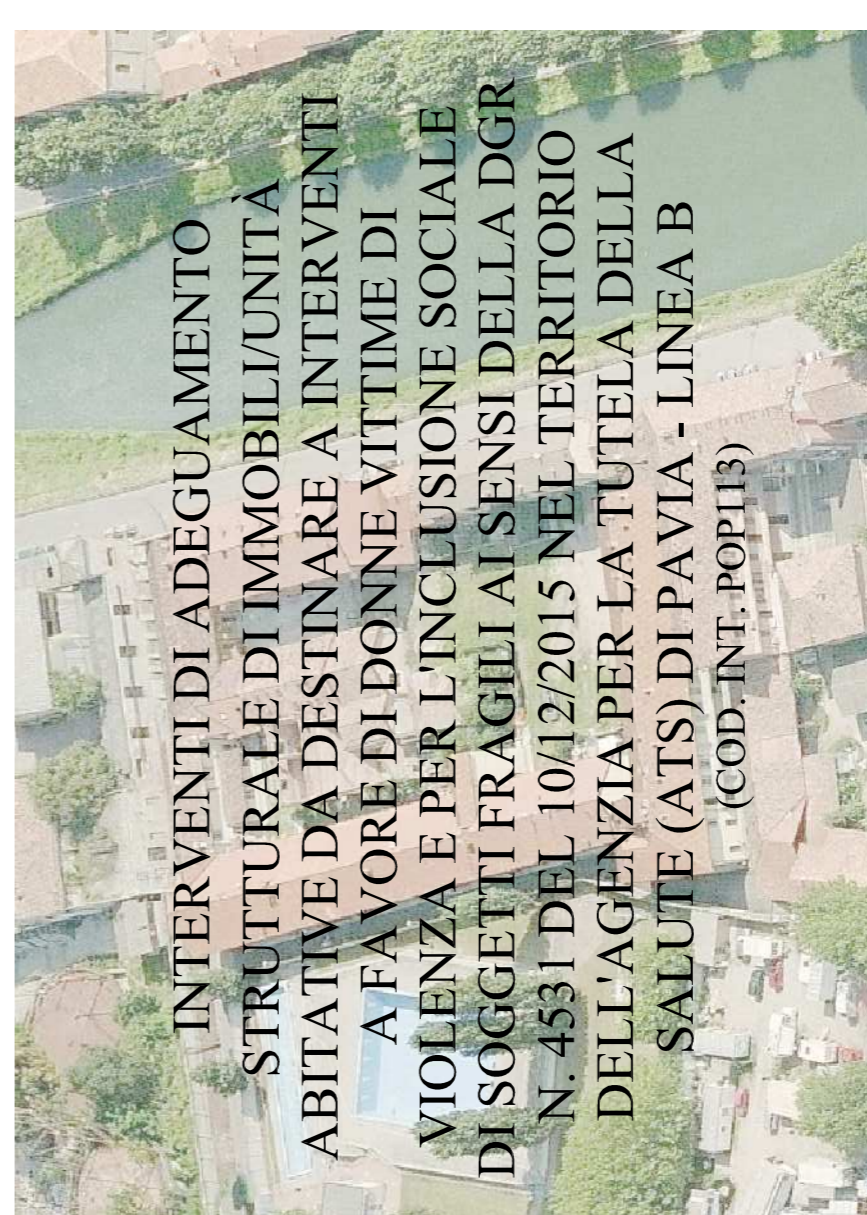 INTERVENTI DI ADEGUAMENTO
STRUTTURALE DI IMMOBILI/UNITÀ
ABITATIVE DA DESTINARE A INTERVENTI
A FAVORE DI DONNE VITTIME DI
VIOLENZA E PER L'INCLUSIONE SOCIALE
DI SOGGETTI FRAGILI AI SENSI DELLA DGR
N. 4531 DEL 10/12/2015 NEL TERRITORIO
DELL'AGENZIA PER LA TUTELA DELLA
SALUTE (ATS) DI PAVIA - LINEA B
(COD. INT. POP113)